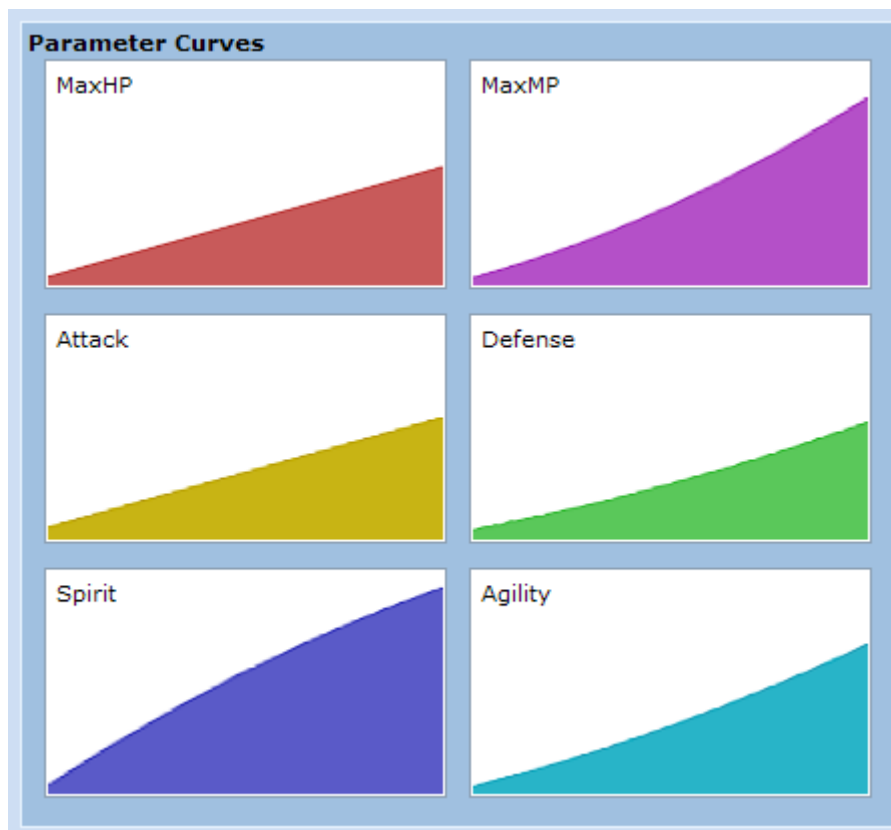 Parameter Curves
MaxHP
MaxMP
Attack
Defense
Spirit
Agility